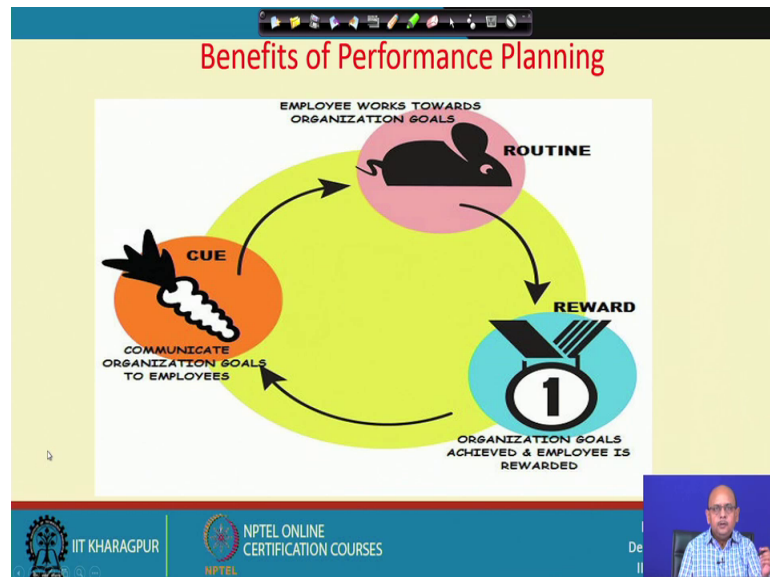 Benefits of Performance Planning
EMPLOYEE WORKS TOWARDS
ORGANIZATION GOALS
ROUTINE
CUE
COMMUNICATE
ORGANIZATION GOALS
TO EMPLOYEES
REWARD
1
ORGANIZATION GOALS
ACHIEVED & EMPLOYEE IS
REWARDED
IIT KHARAGPUR
NPTEL
NPTEL ONLINE
CERTIFICATION COURSES